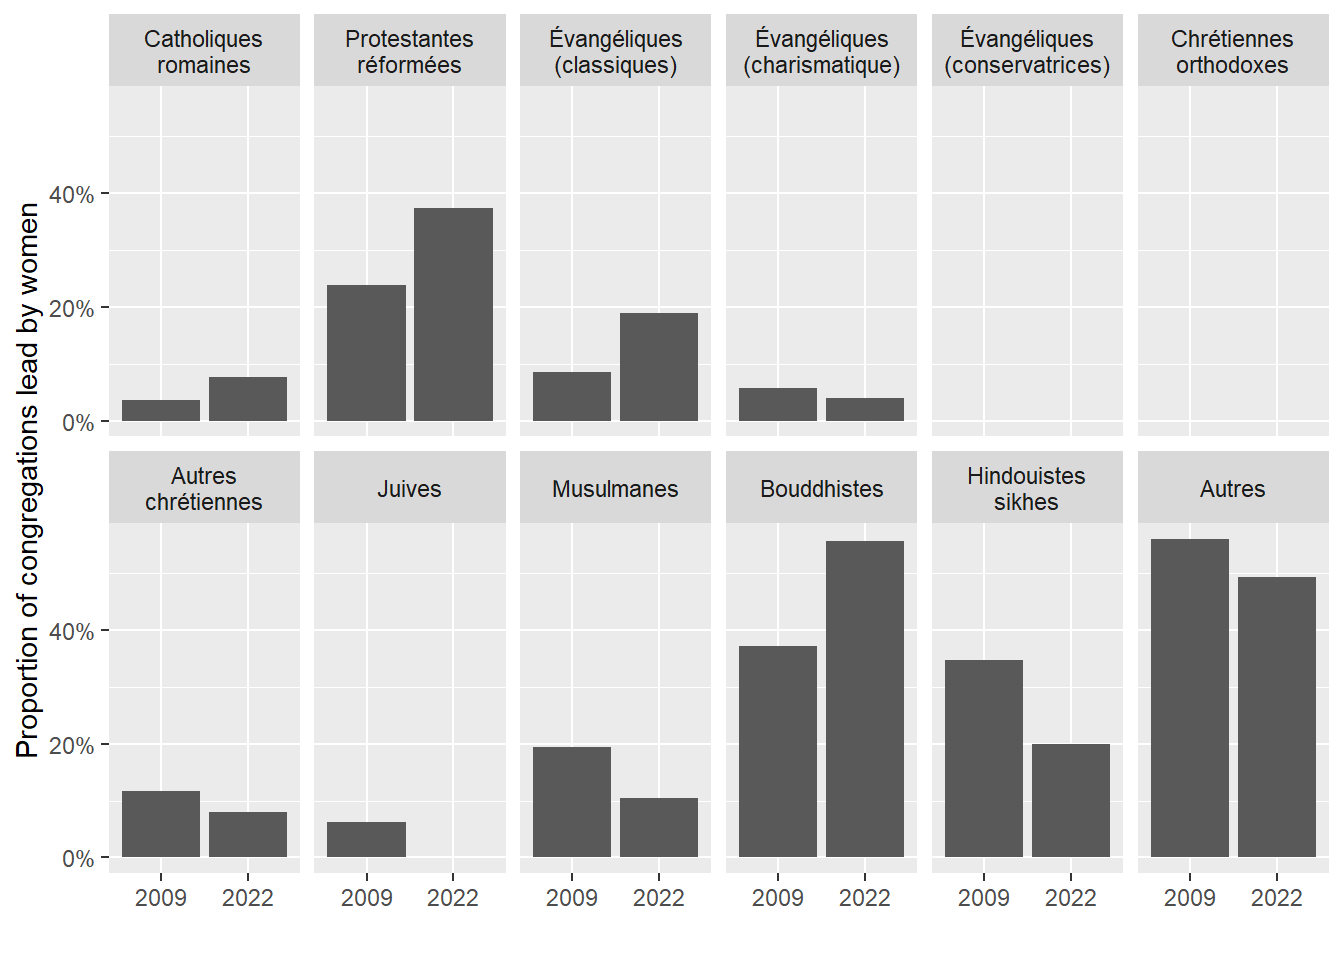 Catholiques
romaines
Protestantes
réformées
Évangéliques
(classiques)
Évangéliques
(charismatique)
Évangéliques
(conservatrices)
Chrétiennes
orthodoxes
40%
20%
0%
Proportion of congregations lead by women
Autres
chrétiennes
Juives
Musulmanes
Bouddhistes
Hindouistes
sikhes
Autres
40%
20%
0%
2009 2022
2009 2022
2009 2022
2009 2022
2009 2022
2009 2022